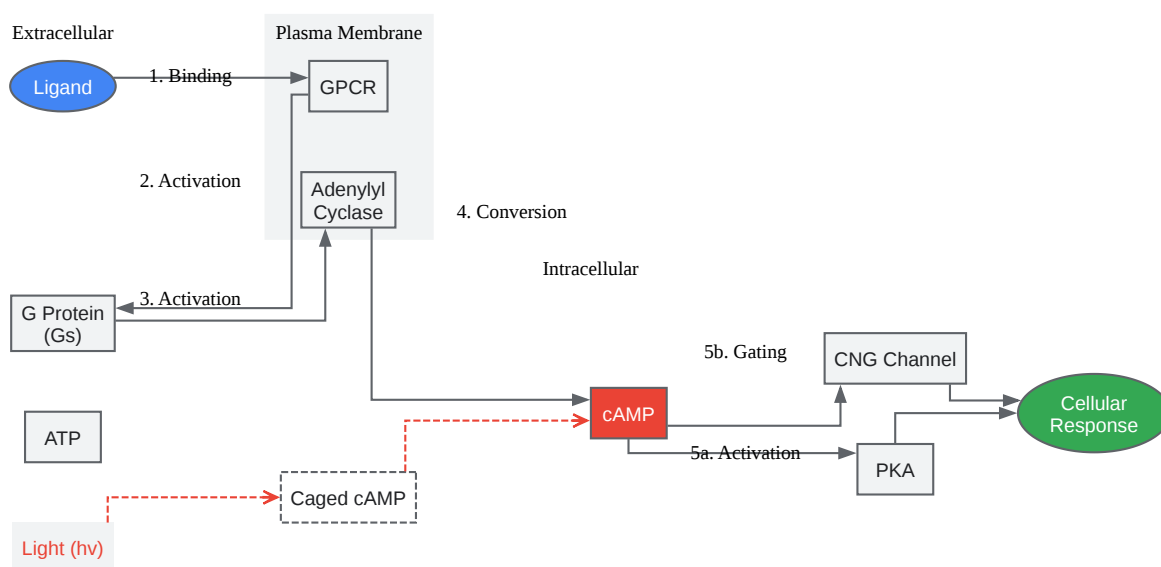 Extracellular
Plasma Membrane
Ligand
1. Binding
GPCR
2. Activation
Adenylyl
Cyclase
4. Conversion
Intracellular
3. Activation
G Protein
(Gs)
5b. Gating
CNG Channel
cAMP
Cellular
Response
ATP
5a. Activation
PKA
Caged cAMP
Light (hv)